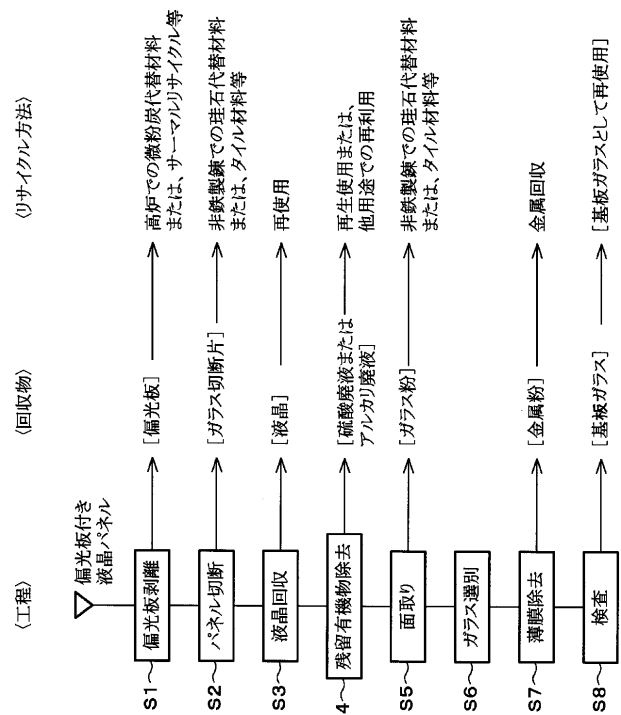 〈工程〉
〈回収物〉
〈リサイクル方法〉
偏光板付き
液晶パネル
S1
偏光板剥離
[偏光板]
高炉での微粉炭代替材料
または、サーマルリサイクル等
S2
パネル切断
[ガラス切断片]
非鉄製錬での珪石代替材料
または、タイル材料等
S3
液晶回収
[液晶]
再使用
4
残留有機物除去
[硫酸廃液または
アルカリ廃液]
再生使用または、
他用途での再利用
S5
面取り
[ガラス粉]
非鉄製錬での珪石代替材料
または、タイル材料等
S6
ガラス選別
S7
薄膜除去
[金属粉]
金属回収
S8
検査
[基板ガラス]
[基板ガラスとして再使用]